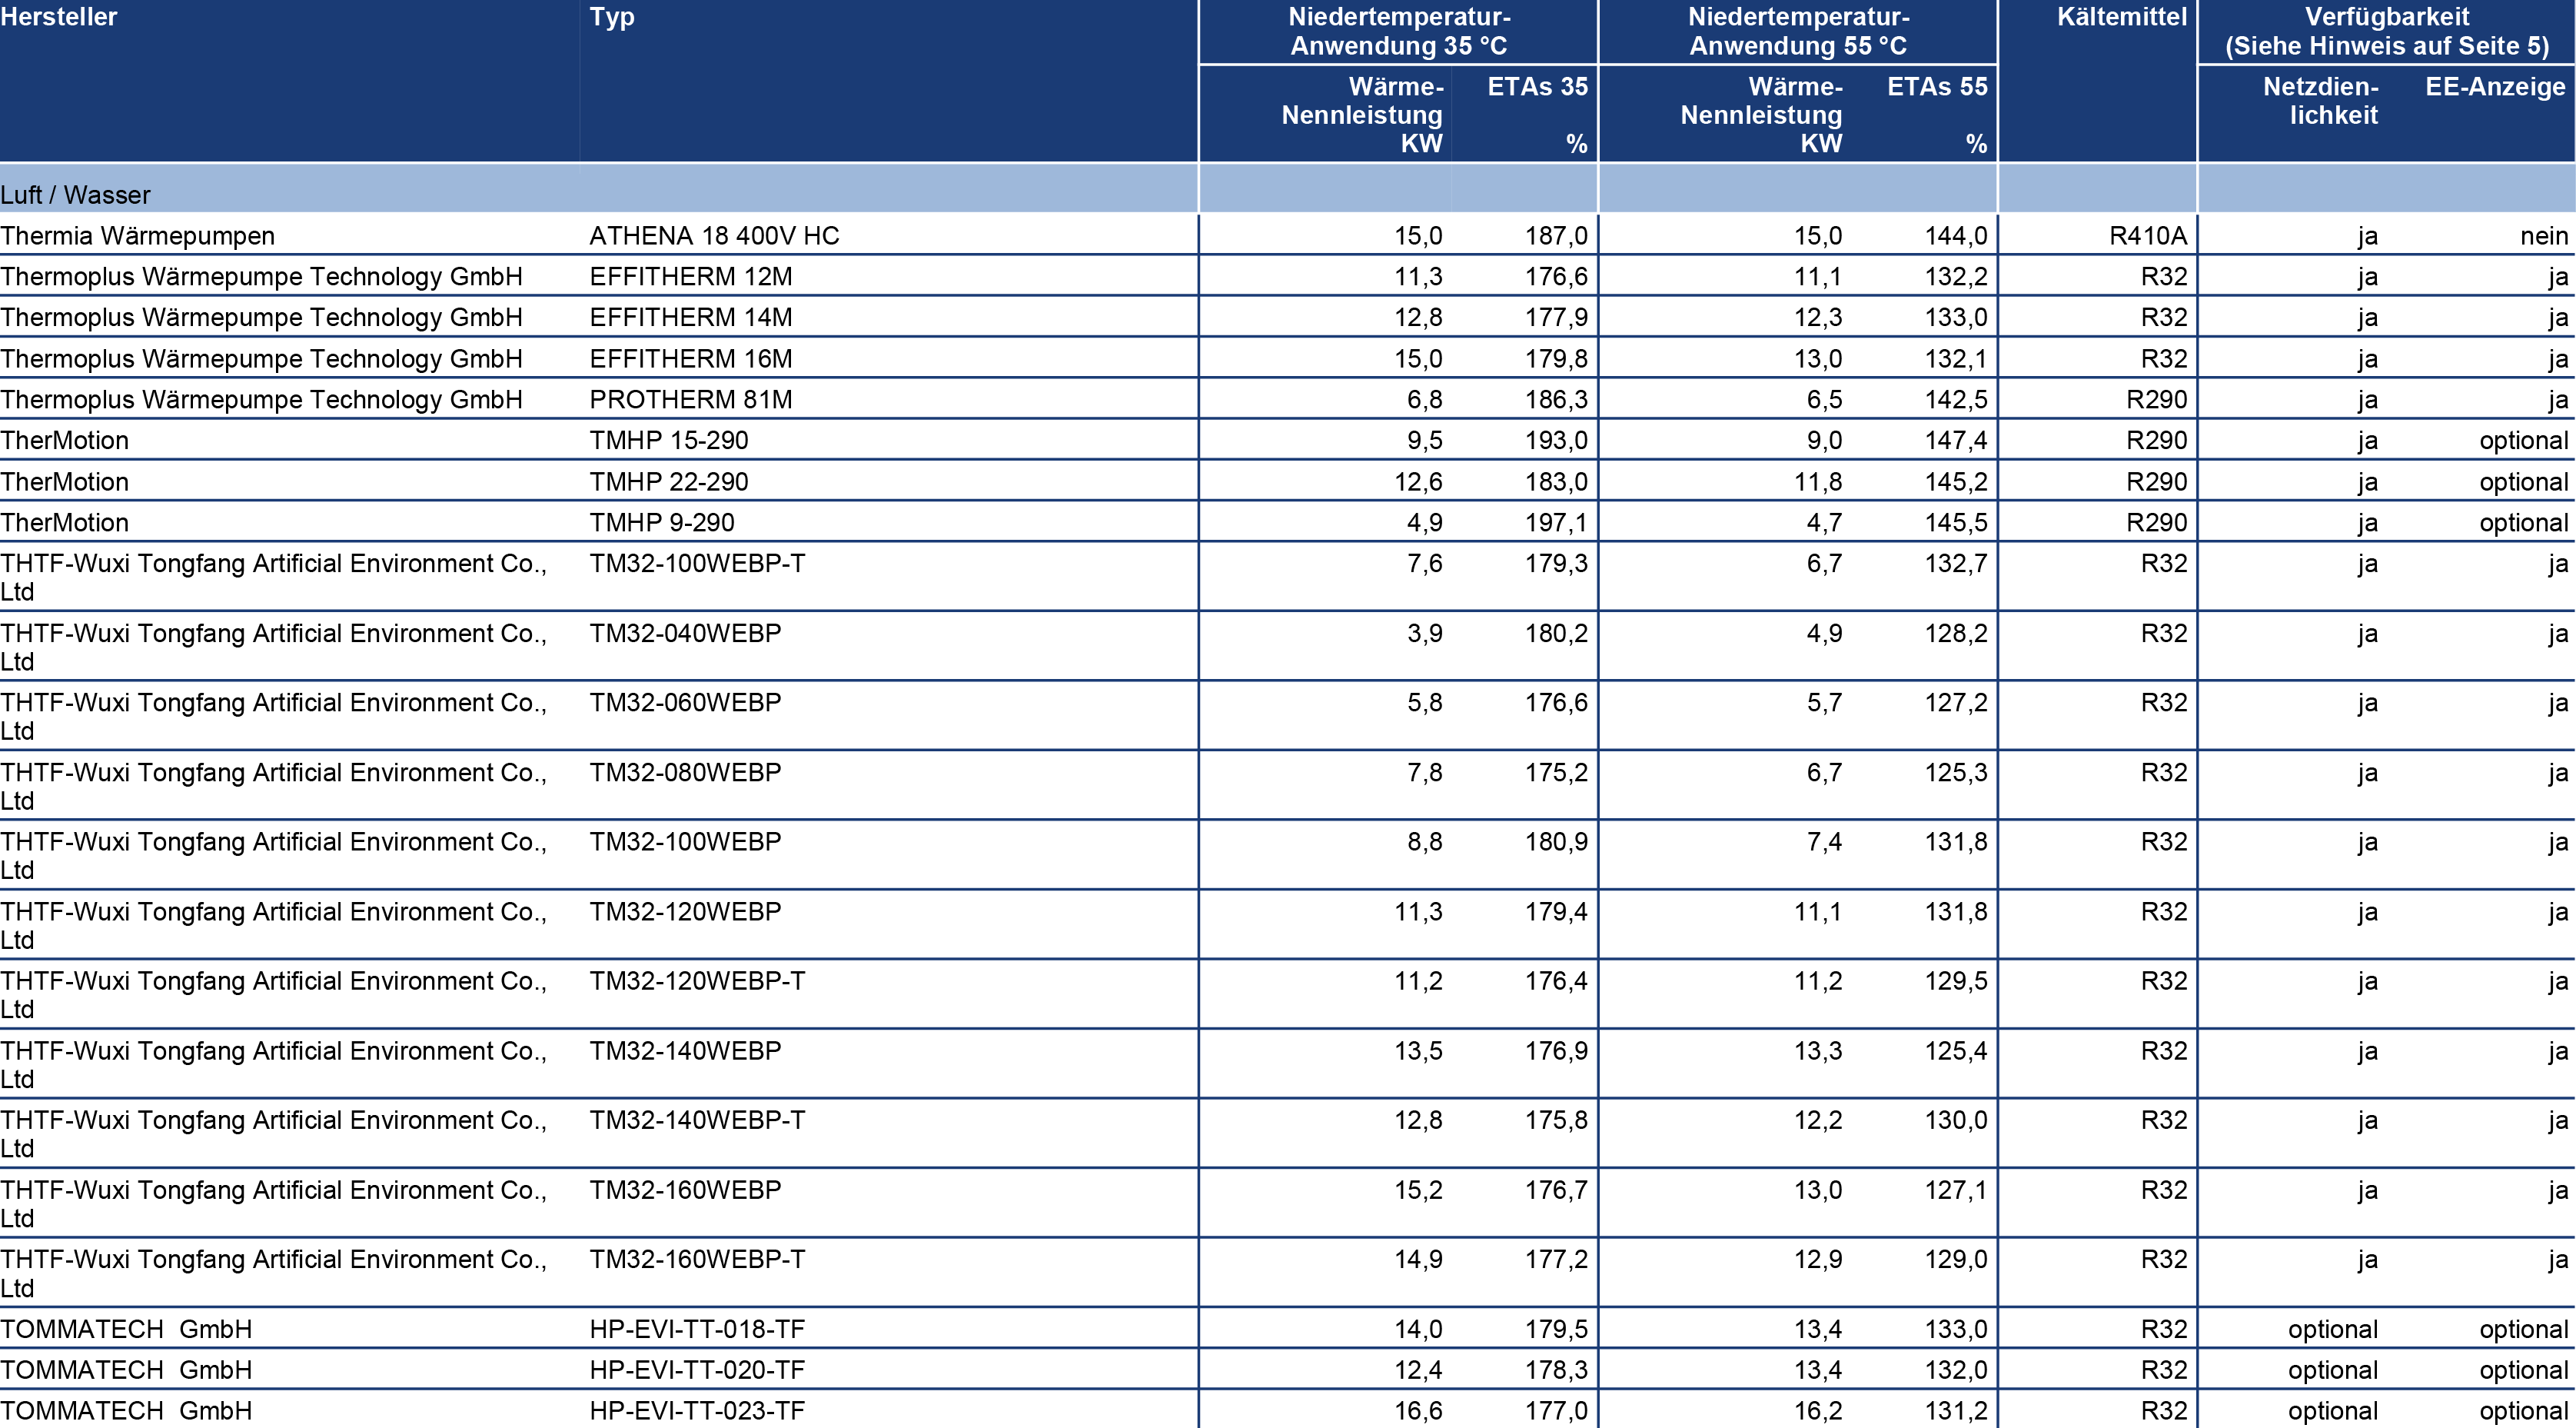 Hersteller Typ Niedertemperatur- Niedertemperatur- Kältemittel Verfügbarkeit
Anwendung 35 °C Anwendung 55 °C (Siehe Hinweis auf Seite 5)
Wärme- ETAs 35 Wärme- ETAs 55 Netzdien- EE-Anzeige
Nennleistung Nennleistung lichkeit
KW % KW %
Luft / Wasser
Thermia Wärmepumpen ATHENA 18 400V HC 15,0 187,0 15,0 144,0 R410A ja nein
Thermoplus Wärmepumpe Technology GmbH EFFITHERM 12M 11,3 176,6 11,1 132,2 R32 ja ja
Thermoplus Wärmepumpe Technology GmbH EFFITHERM 14M 12,8 177,9 12,3 133,0 R32 ja ja
Thermoplus Wärmepumpe Technology GmbH EFFITHERM 16M 15,0 179,8 13,0 132,1 R32 ja ja
Thermoplus Wärmepumpe Technology GmbH PROTHERM 81M 6,8 186,3 6,5 142,5 R290 ja ja
TherMotion TMHP 15-290 9,5 193,0 9,0 147,4 R290 ja optional
TherMotion TMHP 22-290 12,6 183,0 11,8 145,2 R290 ja optional
TherMotion TMHP 9-290 4,9 197,1 4,7 145,5 R290 ja optional
THTF-Wuxi Tongfang Artificial Environment Co., TM32-100WEBP-T 7,6 179,3 6,7 132,7 R32 ja ja
Ltd
THTF-Wuxi Tongfang Artificial Environment Co., TM32-040WEBP 3,9 180,2 4,9 128,2 R32 ja ja
Ltd
THTF-Wuxi Tongfang Artificial Environment Co., TM32-060WEBP 5,8 176,6 5,7 127,2 R32 ja ja
Ltd
THTF-Wuxi Tongfang Artificial Environment Co., TM32-080WEBP 7,8 175,2 6,7 125,3 R32 ja ja
Ltd
THTF-Wuxi Tongfang Artificial Environment Co., TM32-100WEBP 8,8 180,9 7,4 131,8 R32 ja ja
Ltd
THTF-Wuxi Tongfang Artificial Environment Co., TM32-120WEBP 11,3 179,4 11,1 131,8 R32 ja ja
Ltd
THTF-Wuxi Tongfang Artificial Environment Co., TM32-120WEBP-T 11,2 176,4 11,2 129,5 R32 ja ja
Ltd
THTF-Wuxi Tongfang Artificial Environment Co., TM32-140WEBP 13,5 176,9 13,3 125,4 R32 ja ja
Ltd
THTF-Wuxi Tongfang Artificial Environment Co., TM32-140WEBP-T 12,8 175,8 12,2 130,0 R32 ja ja
Ltd
THTF-Wuxi Tongfang Artificial Environment Co., TM32-160WEBP 15,2 176,7 13,0 127,1 R32 ja ja
Ltd
THTF-Wuxi Tongfang Artificial Environment Co., TM32-160WEBP-T 14,9 177,2 12,9 129,0 R32 ja ja
Ltd
TOMMATECH GmbH HP-EVI-TT-018-TF 14,0 179,5 13,4 133,0 R32 optional optional
TOMMATECH GmbH HP-EVI-TT-020-TF 12,4 178,3 13,4 132,0 R32 optional optional
TOMMATECH GmbH HP-EVI-TT-023-TF 16,6 177,0 16,2 131,2 R32 optional optional